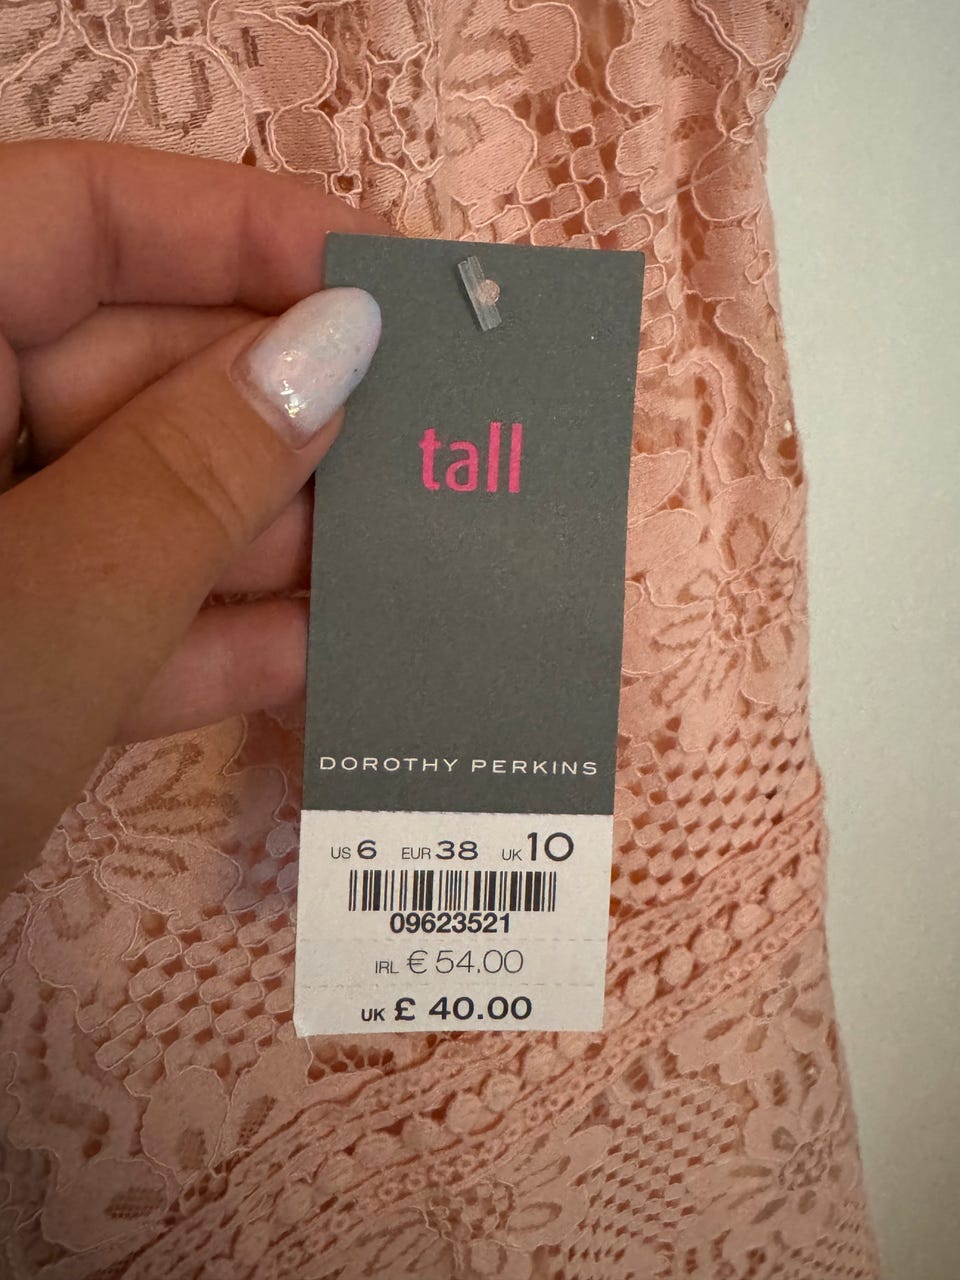 tall
DOROTHY PERKINS
US 6 EUR 38 UK 10
09623521
IRL € 54.00
UK £ 40.00